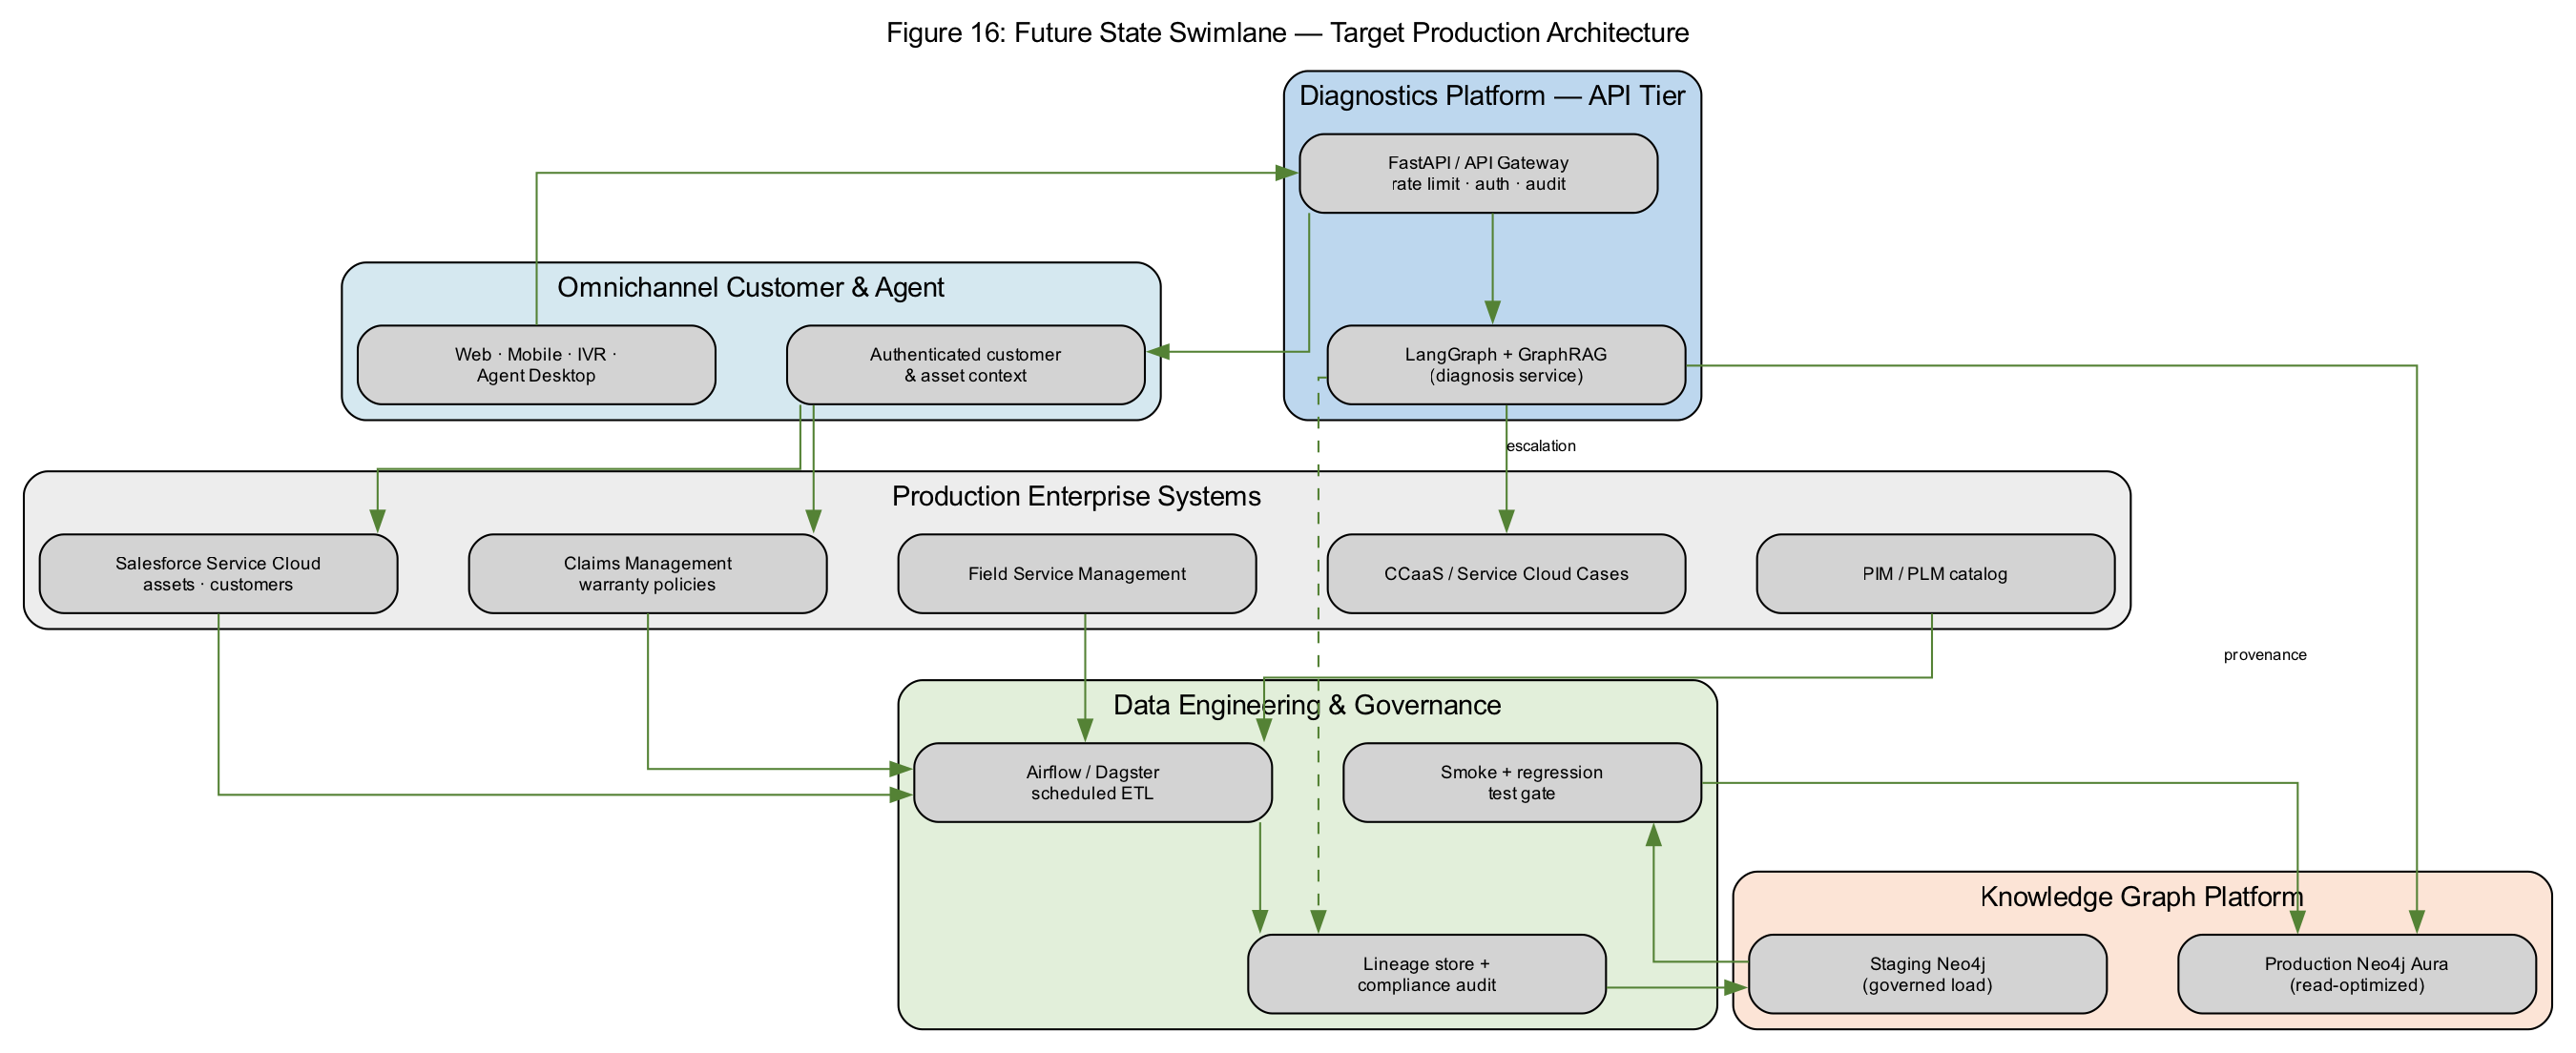 Figure 16: Future State Swimlane — Target Production Architecture
Diagnostics Platform — API Tier
FastAPI / API Gateway
rate limit · auth · audit
Omnichannel Customer & Agent
Web · Mobile · IVR ·
Agent Desktop
Authenticated customer
& asset context
LangGraph + GraphRAG
(diagnosis service)
escalation
Production Enterprise Systems
Salesforce Service Cloud
assets · customers
Claims Management
warranty policies
Field Service Management
CCaaS / Service Cloud Cases
PIM / PLM catalog
provenance
Data Engineering & Governance
Airflow / Dagster
scheduled ETL
Smoke + regression
test gate
Lineage store +
compliance audit
Knowledge Graph Platform
Staging Neo4j
(governed load)
Production Neo4j Aura
(read-optimized)